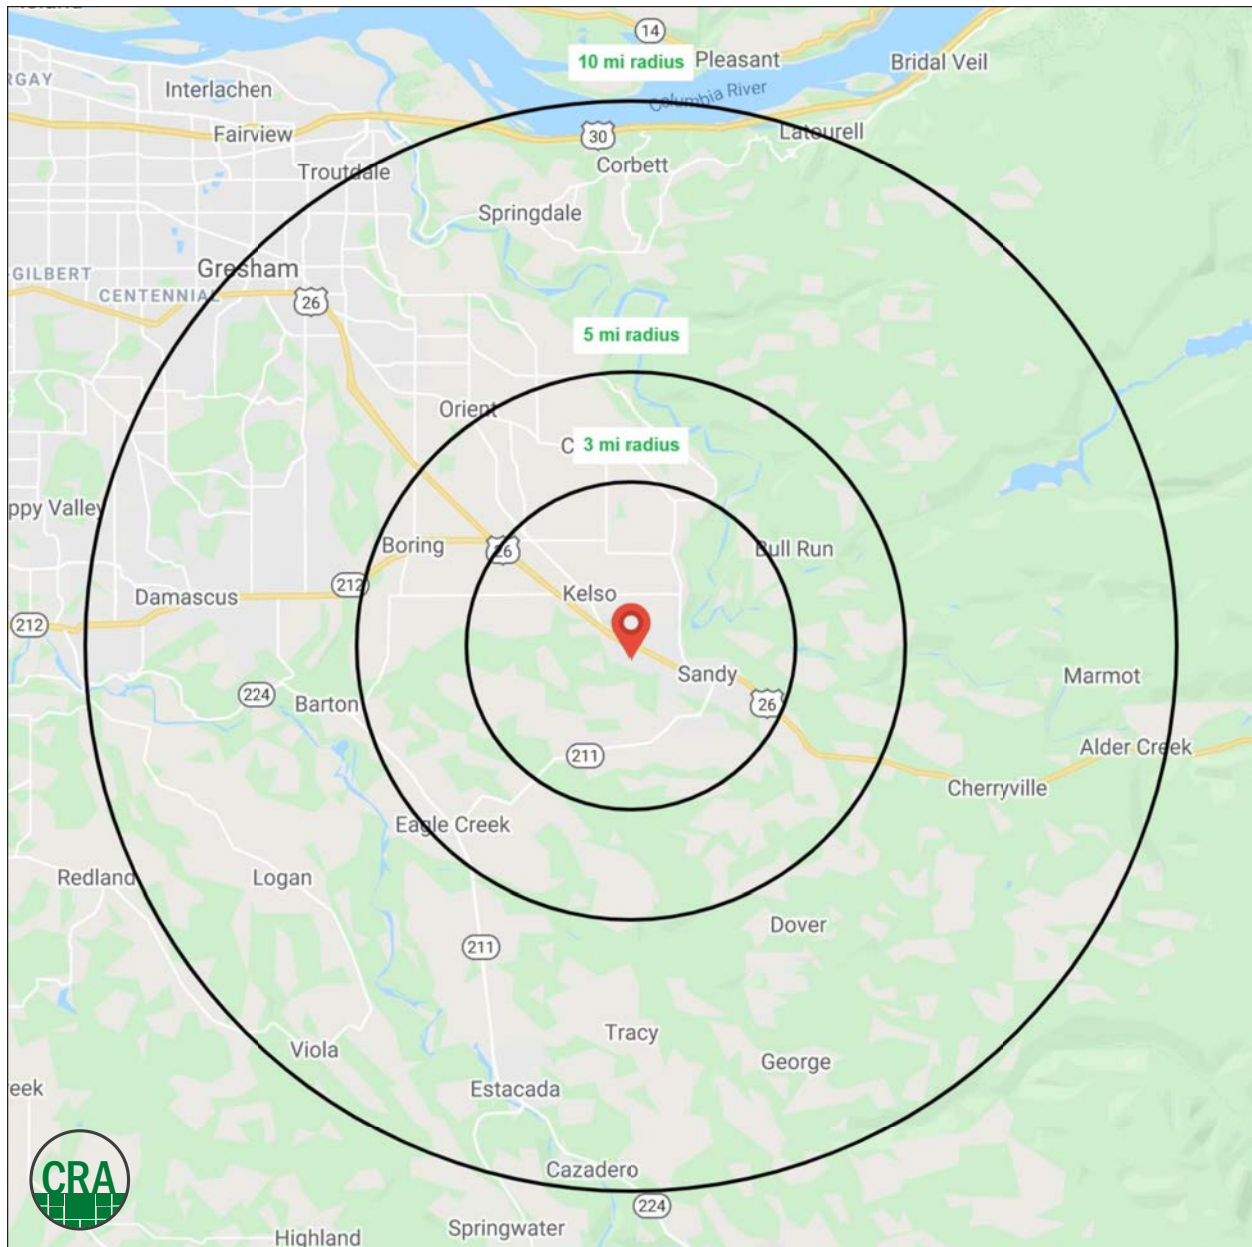 14
10 mi radius
Pleasant
Bridal Veil
RGAY
Interlachen
Columbia River
Fairview
30
Latourell
Troutdale
Corbett
Springdale
GILBERT
Gresham
CENTENNIAL
26
5 mi radius
Orient
C
3 mi radius
ppy Valley
Boring
26
Bull Run
212
Kelso
Damascus
212
Sandy
Marmot
224
Barton
26
211
Alder Creek
Cherryville
Eagle Creek
Redland
Logan
Dover
211
Tracy
Viola
George
reek
Estacada
CRA
Cazadero
224
Springwater
Highland